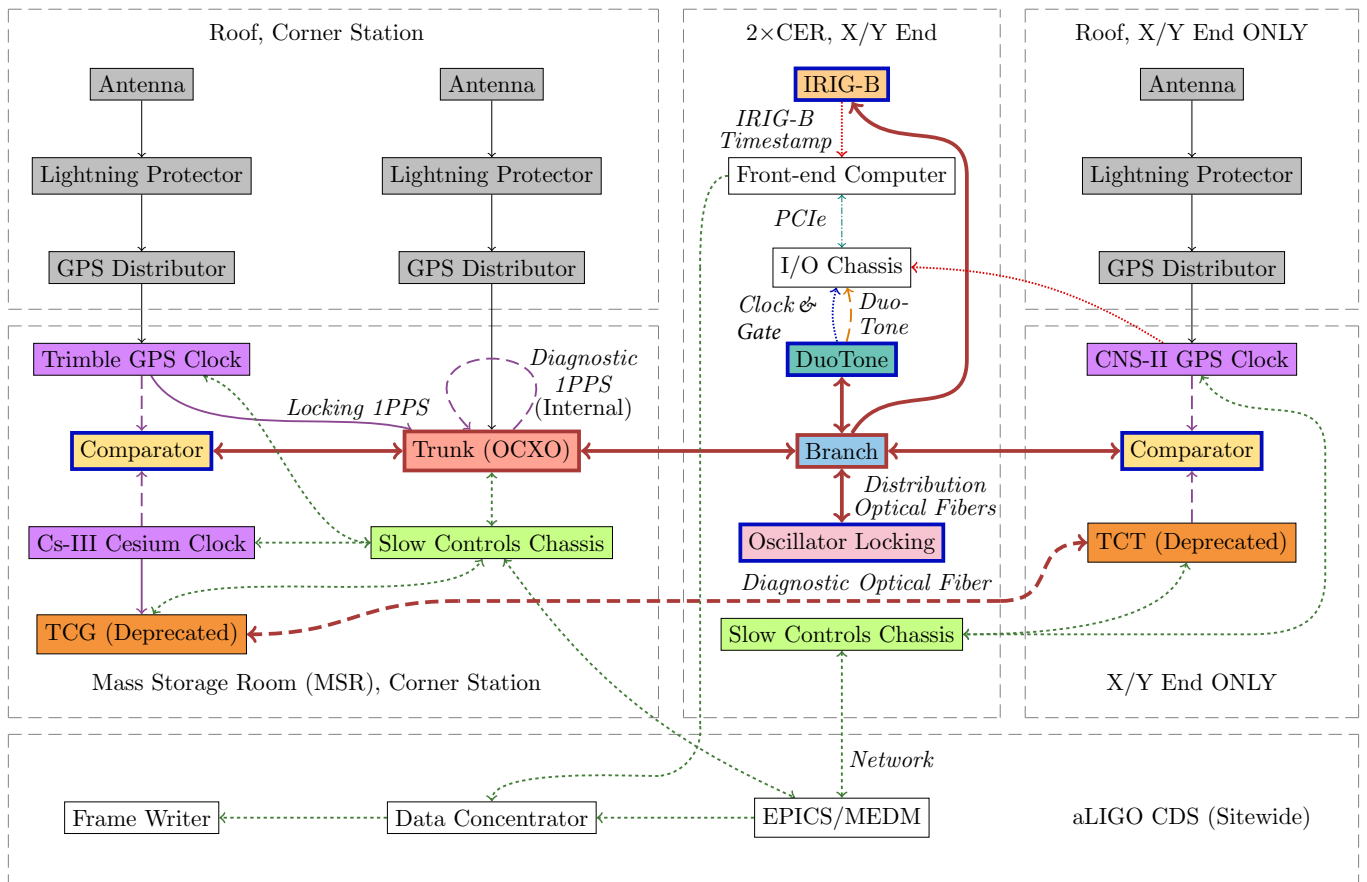 Roof, Corner Station
2×CER, X/Y End
Roof, X/Y End ONLY
Antenna
Antenna
IRIG-B
Antenna
IRIG-B
Timestamp
Lightning Protector
Lightning Protector
Front-end Computer
Lightning Protector
PCIe
GPS Distributor
GPS Distributor
I/O Chassis
GPS Distributor
Clock &
Gate
Duo-
Tone
Trimble GPS Clock
Diagnostic
1PPS
(Internal)
DuoTone
CNS-II GPS Clock
Locking 1PPS
Comparator
Trunk (OCXO)
Branch
Comparator
Distribution
Optical Fibers
Cs-III Cesium Clock
Slow Controls Chassis
Oscillator Locking
TCT (Deprecated)
Diagnostic Optical Fiber
TCG (Deprecated)
Slow Controls Chassis
Mass Storage Room (MSR), Corner Station
X/Y End ONLY
Network
Frame Writer
Data Concentrator
EPICS/MEDM
aLIGO CDS (Sitewide)